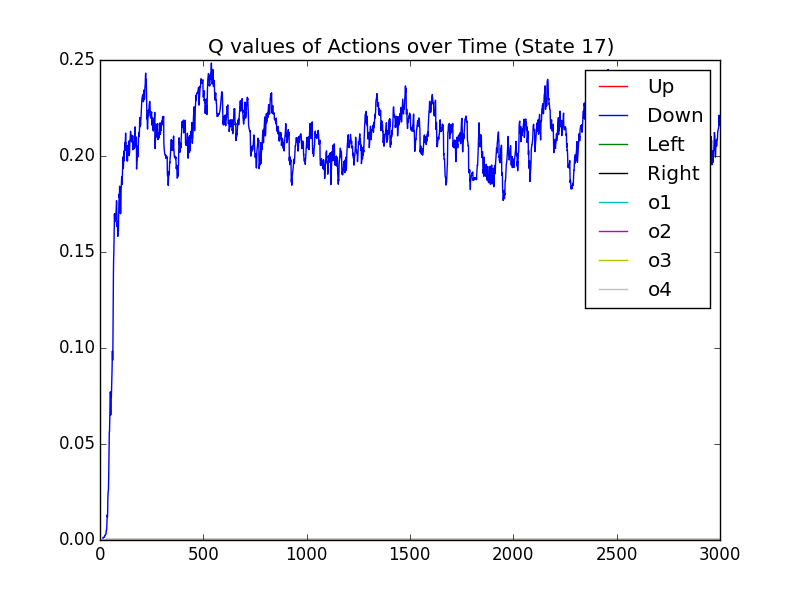 Q values of Actions over Time (State 17)
0.25
0.20
0.15
0.10
0.05
0.00
0 500 1000 1500 2000 2500 3000
Up
Down
Left
Right
o1
o2
o3
o4